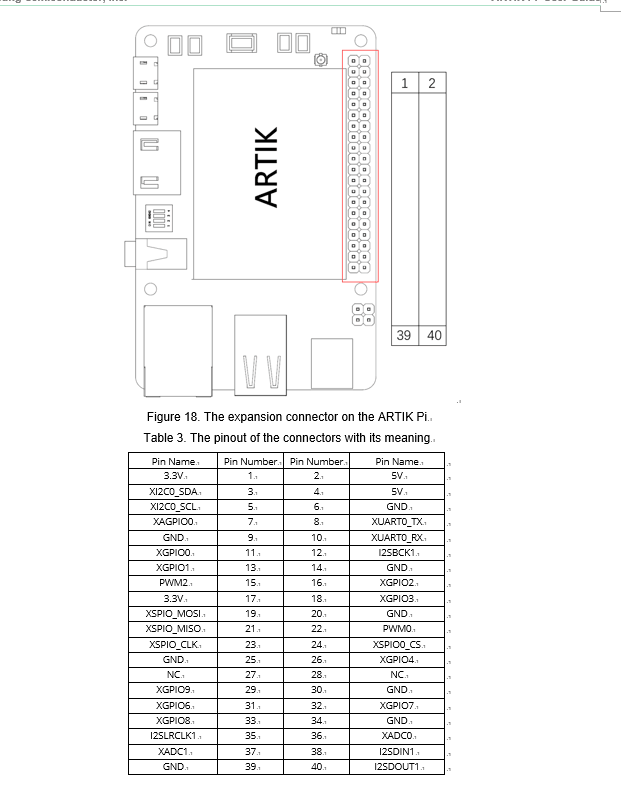 ARTIK
1 2
39 40
Figure 18. The expansion connector on the ARTIK Pi.
Table 3. The pinout of the connectors with its meaning.
Pin Name Pin Number Pin Number Pin Name
3.3V 1 2 5V
XI2C0_SDA 3 4 5V
XI2C0_SCL 5 6 GND
XAGPIO0 7 8 XUART0_TX
GND 9 10 XUART0_RX
XGPIO0 11 12 I2SBCK1
XGPIO1 13 14 GND
PWM2 15 16 XGPIO2
3.3V 17 18 XGPIO3
XSPIO_MOSI 19 20 GND
XSPIO_MISO 21 22 PWM0
XSPIO_CLK 23 24 XSPIO0_CS
GND 25 26 XGPIO4
NC 27 28 NC
XGPIO9 29 30 GND
XGPIO6 31 32 XGPIO7
XGPIO8 33 34 GND
I2SLRCLK1 35 36 XADC0
XADC1 37 38 I2SDIN1
GND 39 40 I2SDOUT1